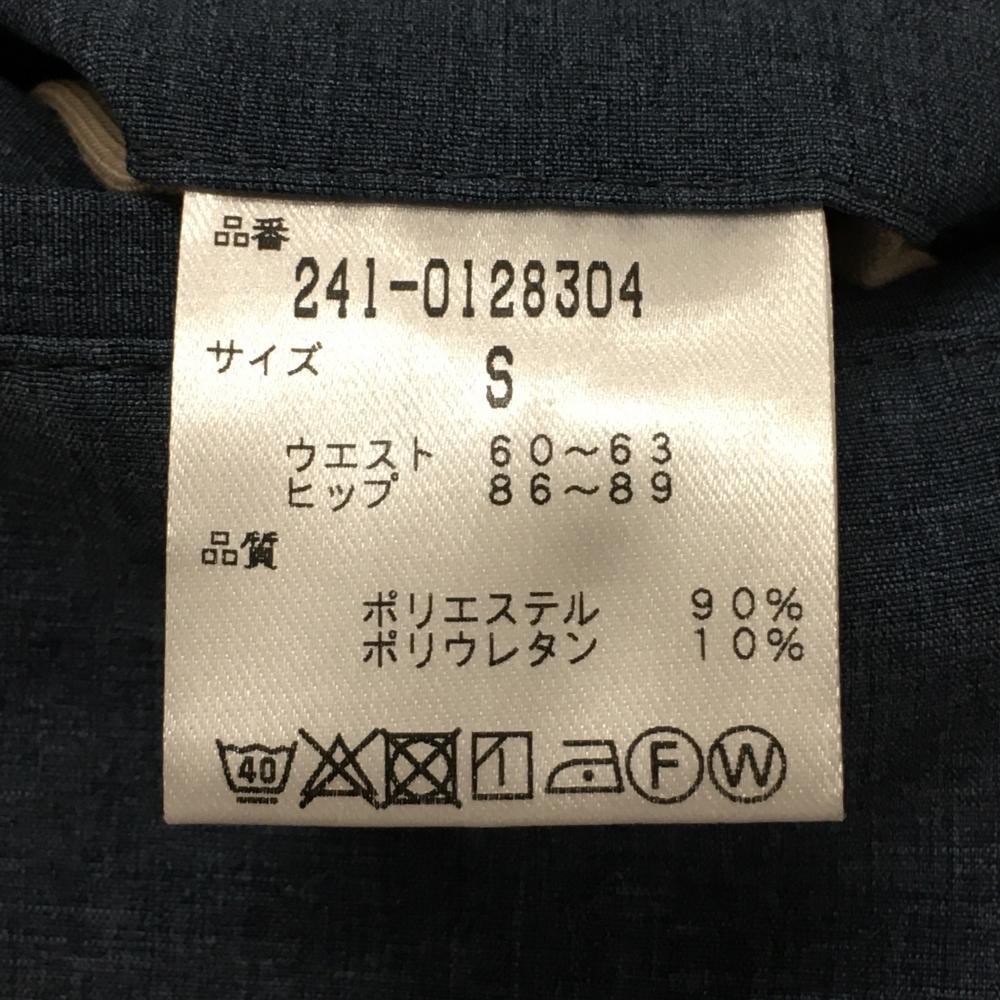 品番
241-0128304
サイズ S
ウエスト 60～63
ヒップ 86～89
品質
ポリエステル 90%
ポリウレタン 10%
40 F W